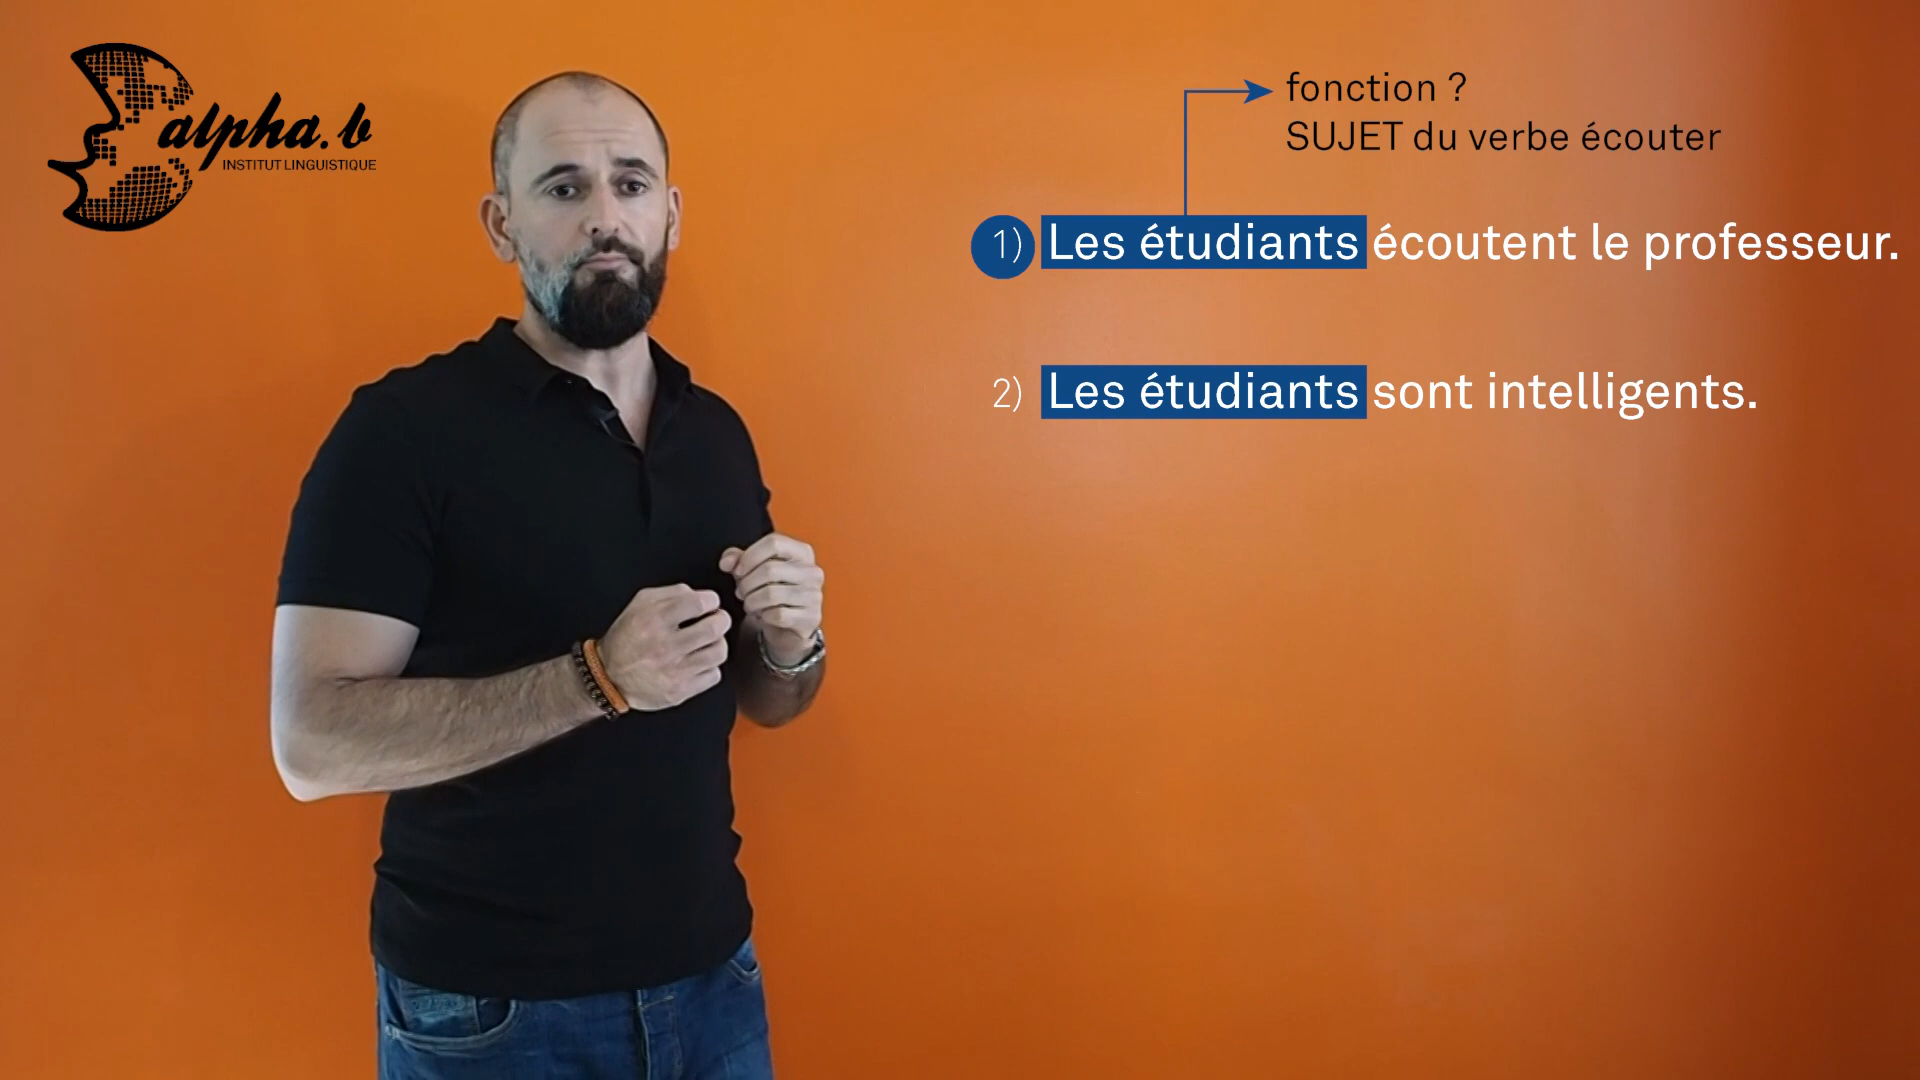 alpha.b
INSTITUT LINGUISTIQUE
fonction ?
SUJET du verbe écouter
1) Les étudiants écoutent le professeur.
2) Les étudiants sont intelligents.